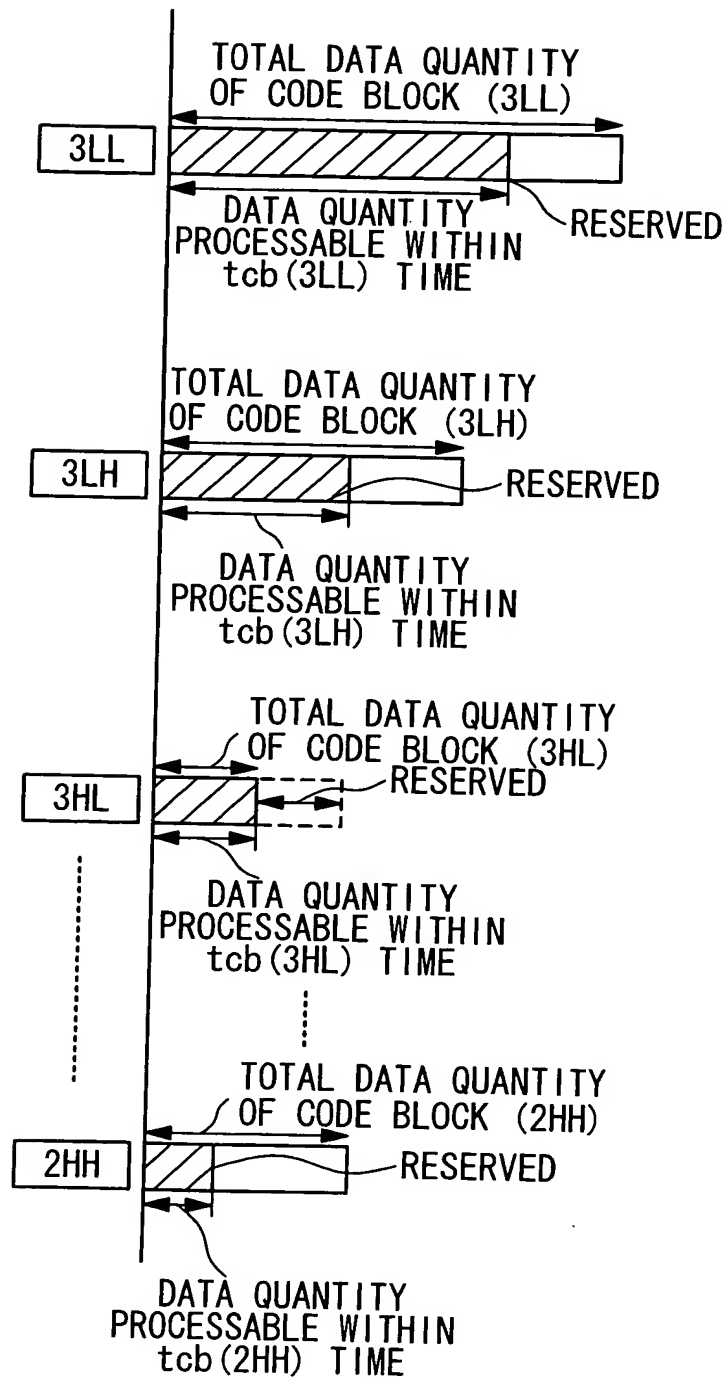 TOTAL DATA QUANTITY
OF CODE BLOCK (3LL)
3LL
RESERVED
DATA QUANTITY
PROCESSABLE WITHIN
tcb(3LL) TIME
TOTAL DATA QUANTITY
OF CODE BLOCK (3LH)
3LH
RESERVED
DATA QUANTITY
PROCESSABLE WITHIN
tcb(3LH) TIME
TOTAL DATA QUANTITY
OF CODE BLOCK (3HL)
3HL
RESERVED
DATA QUANTITY
PROCESSABLE WITHIN
tcb(3HL) TIME
TOTAL DATA QUANTITY
OF CODE BLOCK (2HH)
2HH
RESERVED
DATA QUANTITY
PROCESSABLE WITHIN
tcb(2HH) TIME